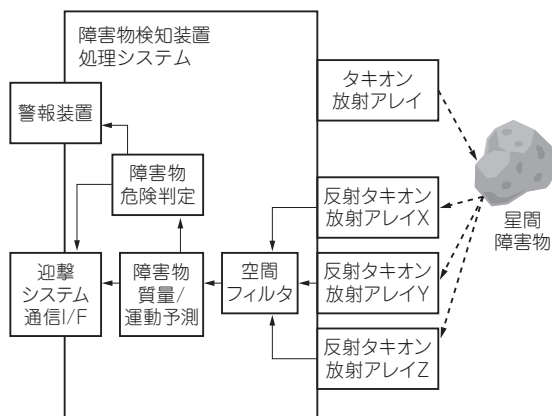 障害物検知装置
処理システム
警報装置
タキオン
放射アレイ
障害物
危険判定
反射タキオン
放射アレイX
星間
障害物
迎撃
システム
通信I/F
障害物
質量/
運動予測
空間
フィルタ
反射タキオン
放射アレイY
反射タキオン
放射アレイZ